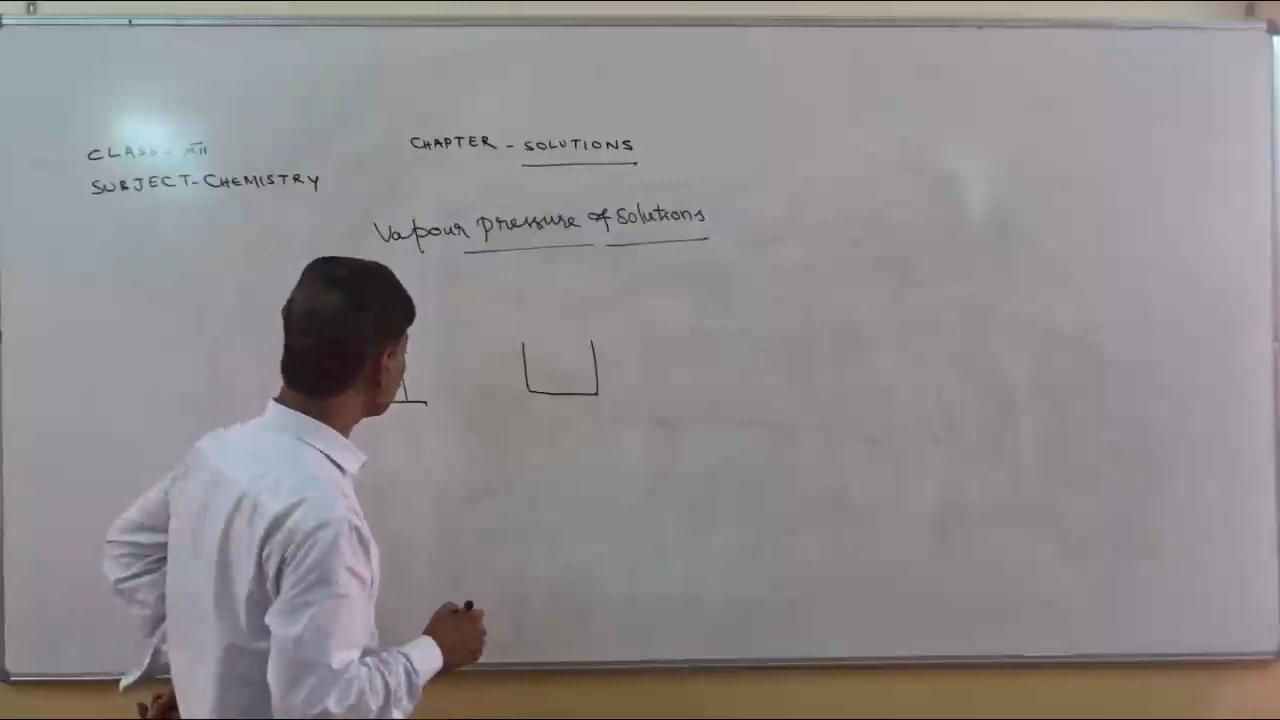 CLASS - XII
CHAPTER - SOLUTIONS
SUBJECT - CHEMISTRY
Vapour pressure of solutions